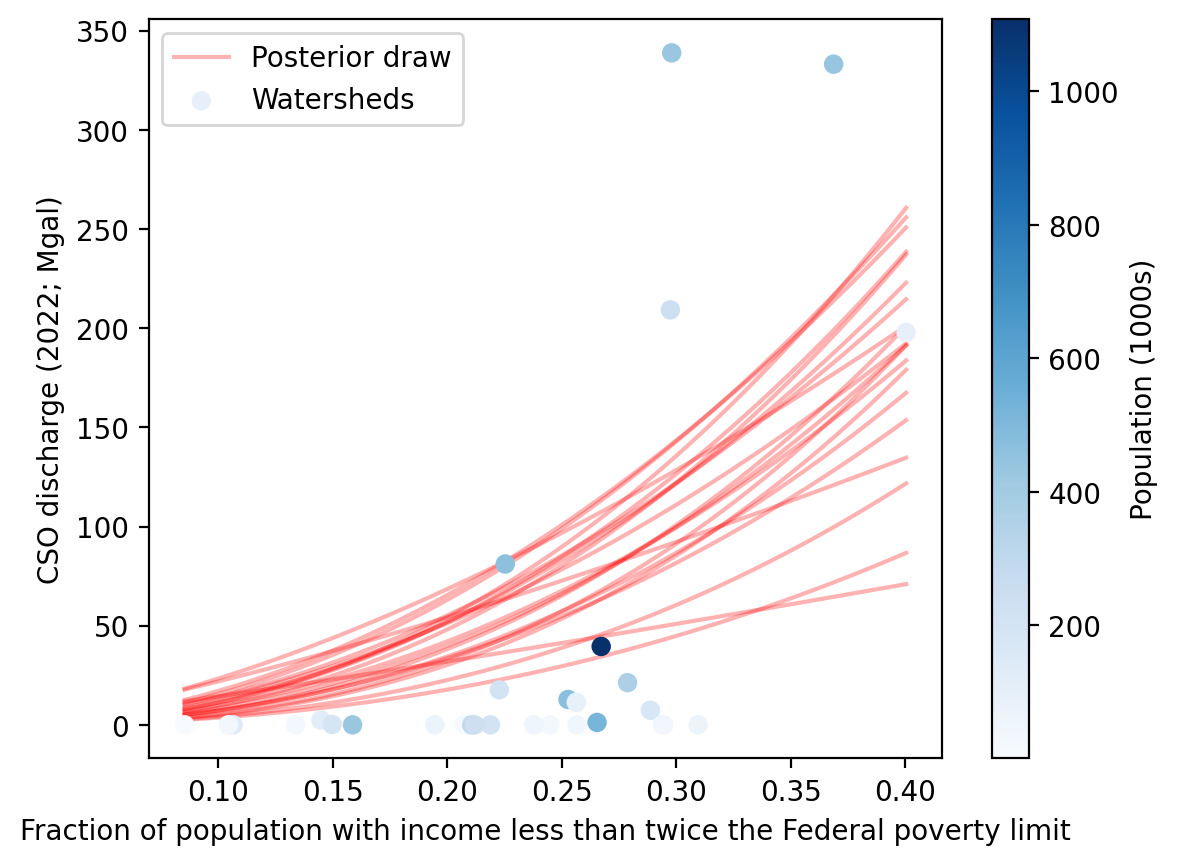 350
300
250
200
150
100
50
0
CSO discharge (2022; Mgal)
Posterior draw
Watersheds
0.10 0.15 0.20 0.25 0.30 0.35 0.40
Fraction of population with income less than twice the Federal poverty limit
1000
800
600
400
200
Population (1000s)